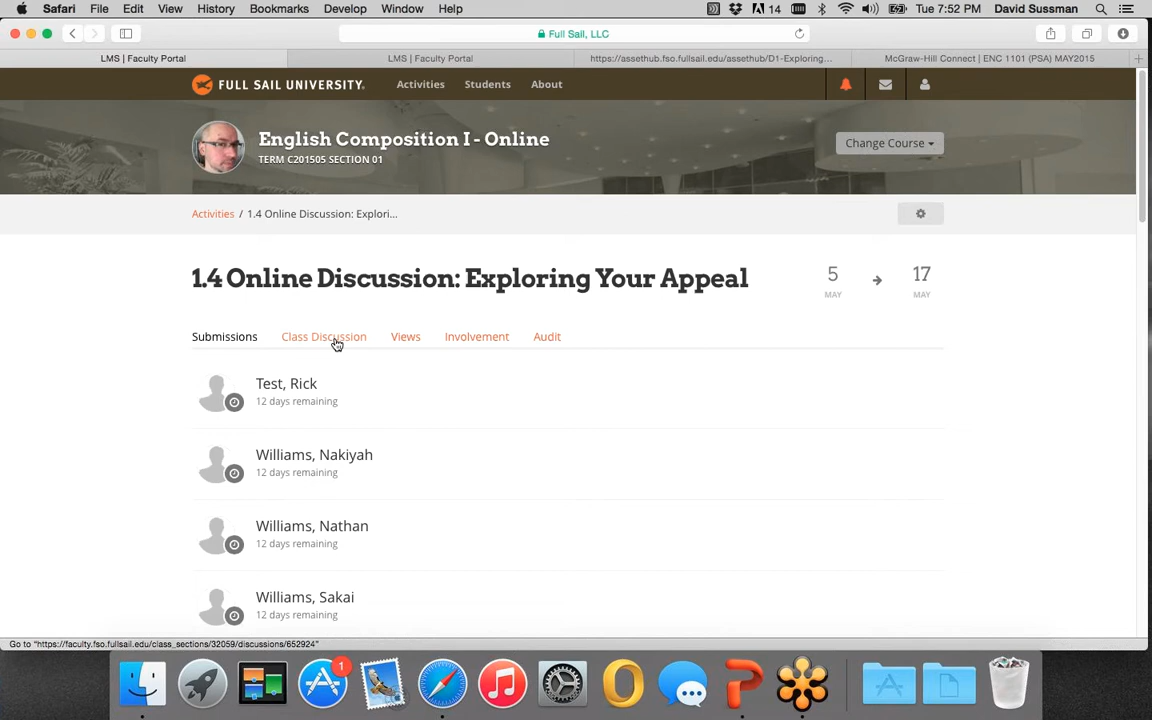 Safari File Edit View History Bookmarks Develop Window Help 14 Tue 7:52 PM David Sussman
Full Sail, LLC
LMS | Faculty Portal LMS | Faculty Portal https://assethub.fso.fullsail.edu/assethub/D1-Exploring... McGraw-Hill Connect | ENC 1101 (PSA) MAY2015
FULL SAIL UNIVERSITY. Activities Students About
English Composition I - Online
Change Course
TERM C201505 SECTION 01
Activities / 1.4 Online Discussion: Explori...
1.4 Online Discussion: Exploring Your Appeal
5 17
MAY MAY
Submissions Class Discussion Views Involvement Audit
Test, Rick
12 days remaining
Williams, Nakiyah
12 days remaining
Williams, Nathan
12 days remaining
Williams, Sakai
12 days remaining
Go to "https://faculty.fso.fullsail.edu/class_sections/32059/discussions/652924"
1